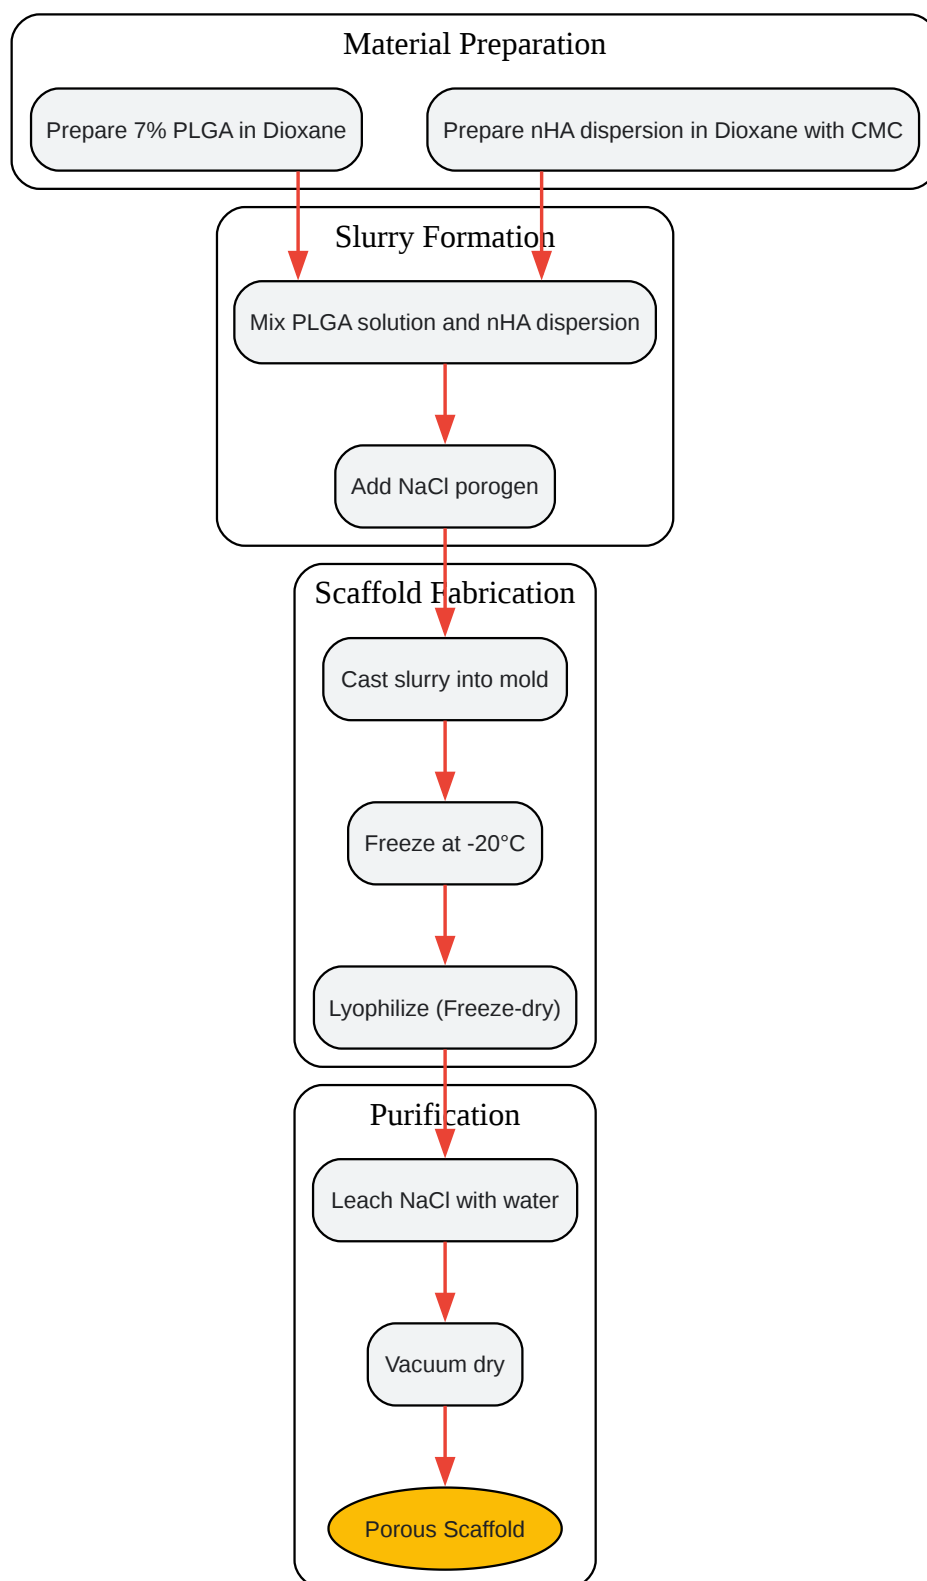 Material Preparation
Prepare 7% PLGA in Dioxane
Prepare nHA dispersion in Dioxane with CMC
Slurry Formation
Mix PLGA solution and nHA dispersion
Add NaCl porogen
Scaffold Fabrication
Cast slurry into mold
Freeze at -20°C
Lyophilize (Freeze-dry)
Purification
Leach NaCl with water
Vacuum dry
Porous Scaffold